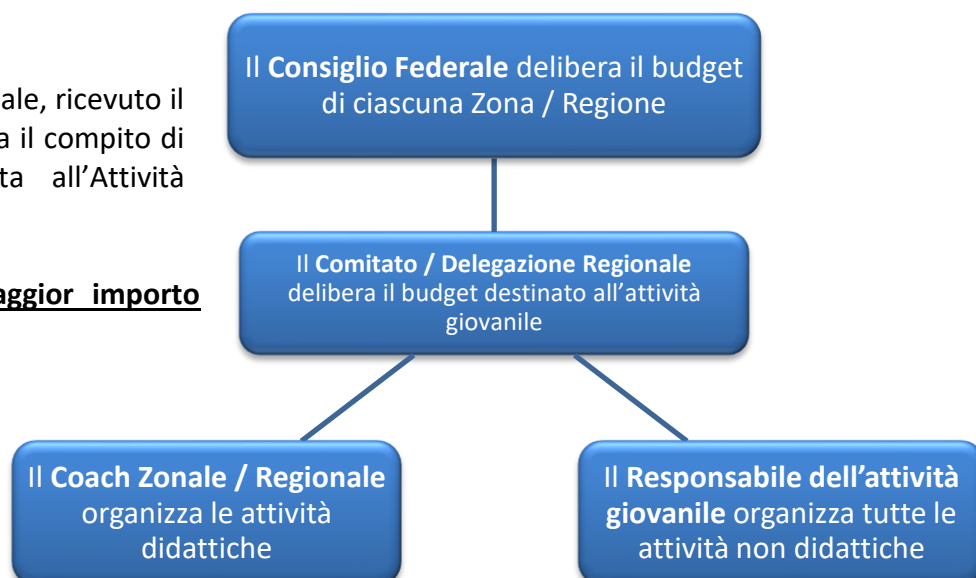 Il Consiglio Federale delibera il budget
di ciascuna Zona / Regione
ale, ricevuto il
a il compito di
ta all’Attività
aggior importo
Il Comitato / Delegazione Regionale
delibera il budget destinato all’attività
giovanile
Il Coach Zonale / Regionale
organizza le attività
didattiche
Il Responsabile dell’attività
giovanile organizza tutte le
attività non didattiche